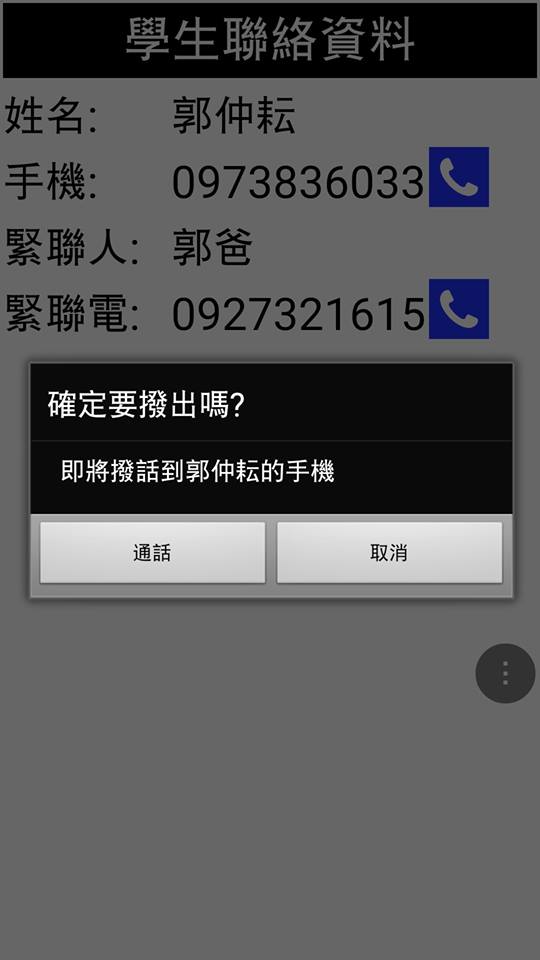 學生聯絡資料
姓名: 郭仲耘
手機: 0973836033
緊聯人: 郭爸
緊聯電: 0927321615
確定要撥出嗎?
即將撥話到郭仲耘的手機
通話 取消